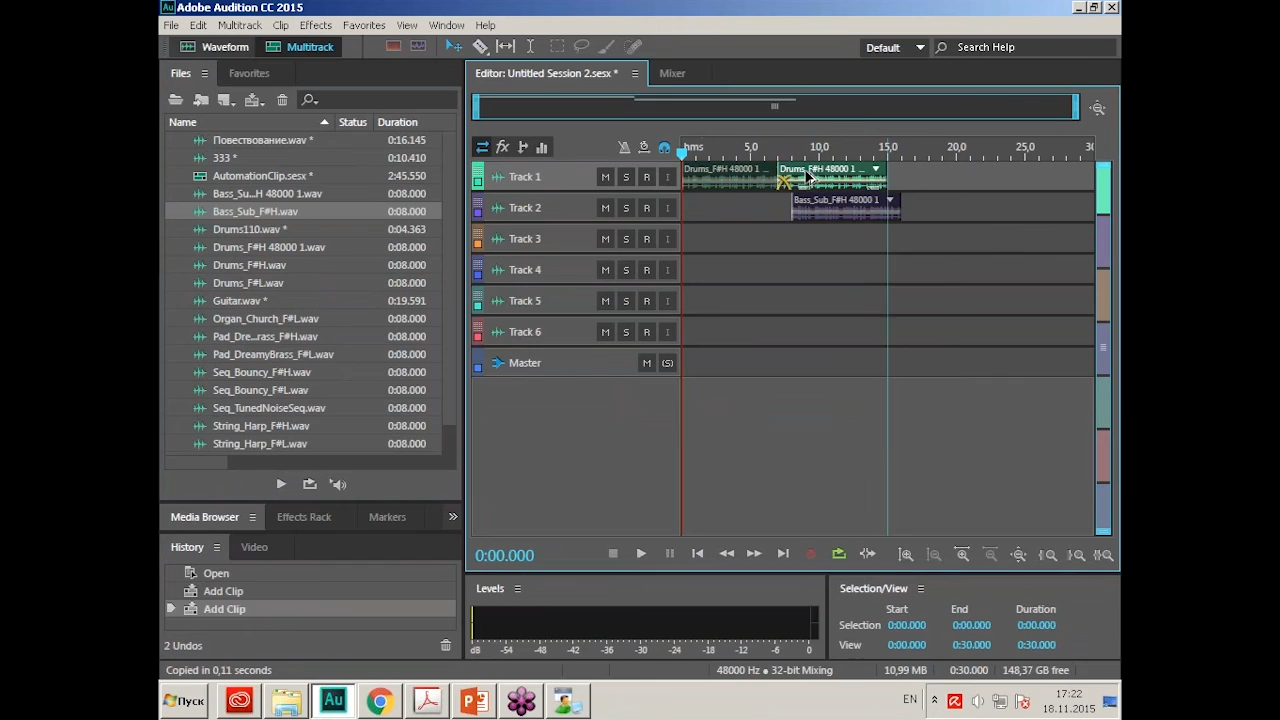 Adobe Audition CC 2015
File Edit Multitrack Clip Effects Favorites View Window Help
Waveform Multitrack Default Search Help
Files Favorites
Name Status Duration
Повествование.wav * 0:16.145
333 * 0:10.410
AutomationClip.sesx * 2:45.550
Bass_Su...H 48000 1.wav 0:08.000
Bass_Sub_F#H.wav 0:08.000
Drums110.wav * 0:04.363
Drums_F#H 48000 1.wav 0:08.000
Drums_F#H.wav 0:08.000
Drums_F#L.wav 0:08.000
Guitar.wav * 0:19.591
Organ_Church_F#L.wav 0:08.000
Pad_Dre...rass_F#H.wav 0:08.000
Pad_DreamyBrass_F#L.wav 0:08.000
Seq_Bouncy_F#H.wav 0:08.000
Seq_Bouncy_F#L.wav 0:08.000
Seq_TunedNoiseSeq.wav 0:08.000
String_Harp_F#H.wav 0:08.000
String_Harp_F#L.wav 0:08.000
Media Browser Effects Rack Markers
History Video
Open
Add Clip
Add Clip
2 Undos
Copied in 0,11 seconds
Editor: Untitled Session 2.sesx * Mixer
fx hms 5,0 10,0 15,0 20,0 25,0 30
Track 1 M S R I Drums_F#H 48000 1 ... Drums_F#H 48000 1 ...
Track 2 M S R I Bass_Sub_F#H 48000 1
Track 3 M S R I
Track 4 M S R I
Track 5 M S R I
Track 6 M S R I
Master M (S)
0:00.000
Levels
dB -54 -48 -42 -36 -30 -24 -18 -12 -6 0
Selection/View
Start End Duration
Selection 0:00.000 0:00.000 0:00.000
View 0:00.000 0:30.000 0:30.000
48000 Hz • 32-bit Mixing 10,99 MB 0:30.000 148,37 GB free
Пуск Au EN 17:22
18.11.2015